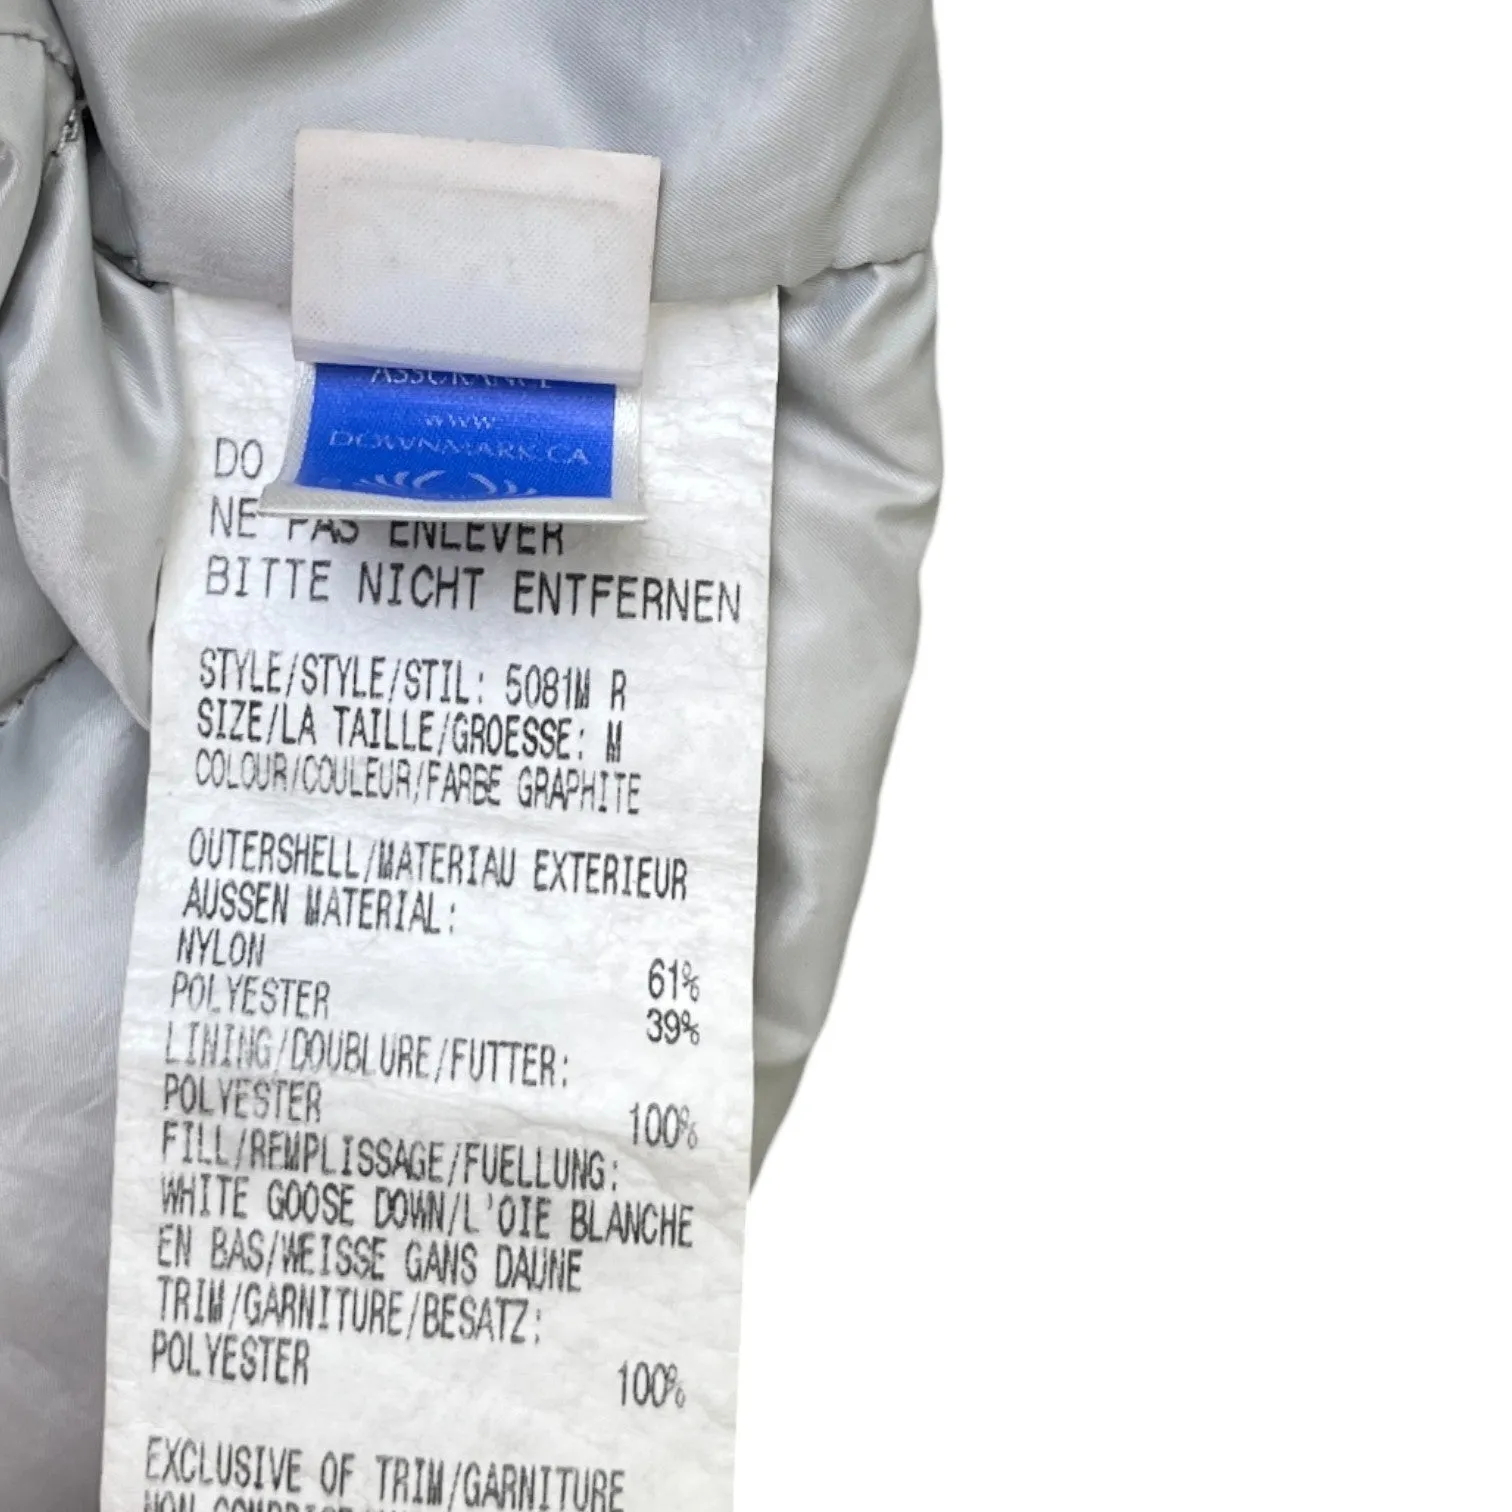 ASSURANCE
www.
DOWNMARK.CA
DO
NE PAS ENLEVER
BITTE NICHT ENTFERNEN
STYLE/STYLE/STIL: 5081M R
SIZE/LA TAILLE/GROESSE: M
COLOUR/COULEUR/FARBE GRAPHITE
OUTERSHELL/MATERIAU EXTERIEUR
AUSSEN MATERIAL:
NYLON 61%
POLYESTER 39%
LINING/DOUBLURE/FUTTER:
POLYESTER 100%
FILL/REMPLISSAGE/FUELLUNG:
WHITE GOOSE DOWN/L'OIE BLANCHE
EN BAS/WEISSE GANS DAUNE
TRIM/GARNITURE/BESATZ:
POLYESTER 100%
EXCLUSIVE OF TRIM/GARNITURE
NON COMPRISE